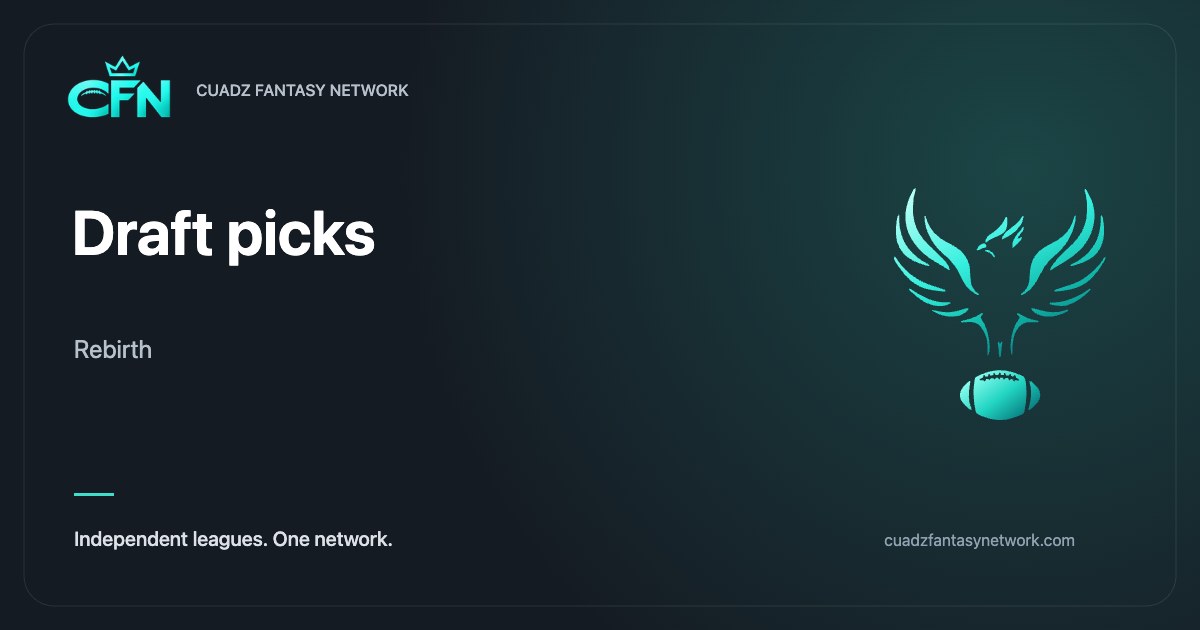 CFN
CUADZ FANTASY NETWORK
Draft picks
Rebirth
Independent leagues. One network.
cuadzfantasynetwork.com